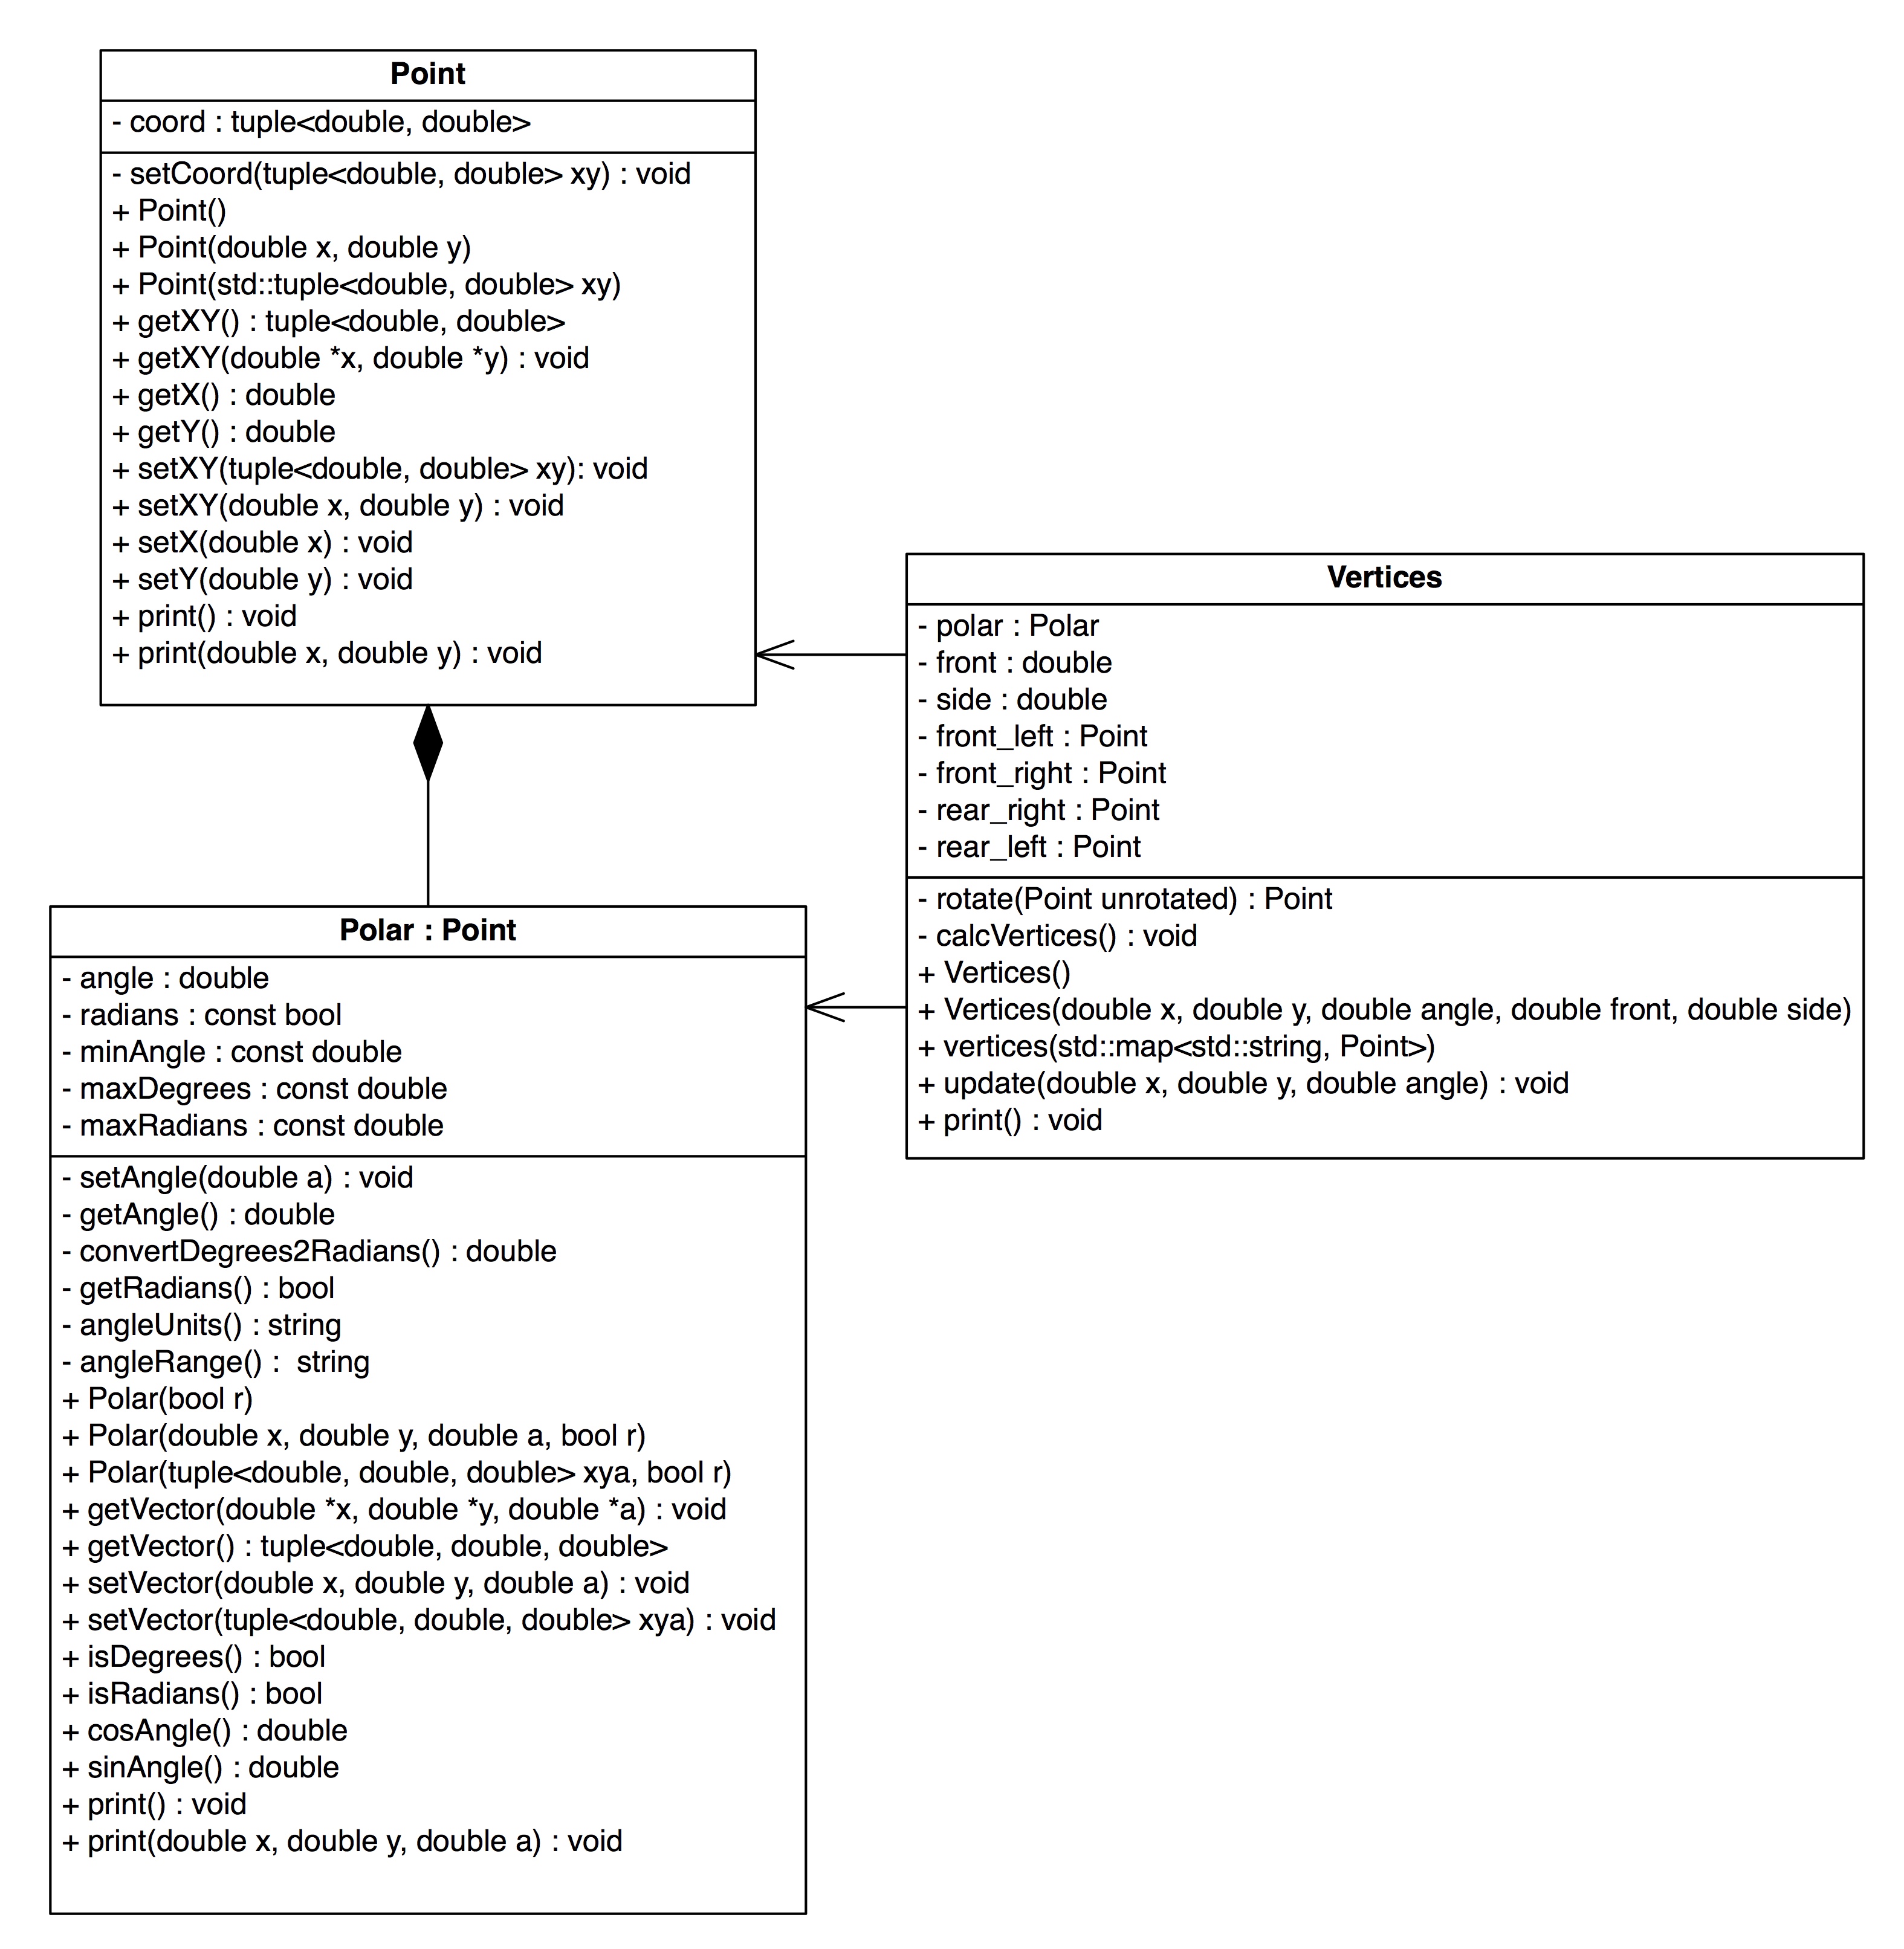 Point
- coord : tuple<double, double>
- setCoord(tuple<double, double> xy) : void
+ Point()
+ Point(double x, double y)
+ Point(std::tuple<double, double> xy)
+ getXY() : tuple<double, double>
+ getXY(double *x, double *y) : void
+ getX() : double
+ getY() : double
+ setXY(tuple<double, double> xy): void
+ setXY(double x, double y) : void
+ setX(double x) : void
+ setY(double y) : void
+ print() : void
+ print(double x, double y) : void
Vertices
- polar : Polar
- front : double
- side : double
- front_left : Point
- front_right : Point
- rear_right : Point
- rear_left : Point
- rotate(Point unrotated) : Point
- calcVertices() : void
+ Vertices()
+ Vertices(double x, double y, double angle, double front, double side)
+ vertices(std::map<std::string, Point>)
+ update(double x, double y, double angle) : void
+ print() : void
Polar : Point
- angle : double
- radians : const bool
- minAngle : const double
- maxDegrees : const double
- maxRadians : const double
- setAngle(double a) : void
- getAngle() : double
- convertDegrees2Radians() : double
- getRadians() : bool
- angleUnits() : string
- angleRange() :  string
+ Polar(bool r)
+ Polar(double x, double y, double a, bool r)
+ Polar(tuple<double, double, double> xya, bool r)
+ getVector(double *x, double *y, double *a) : void
+ getVector() : tuple<double, double, double>
+ setVector(double x, double y, double a) : void
+ setVector(tuple<double, double, double> xya) : void
+ isDegrees() : bool
+ isRadians() : bool
+ cosAngle() : double
+ sinAngle() : double
+ print() : void
+ print(double x, double y, double a) : void